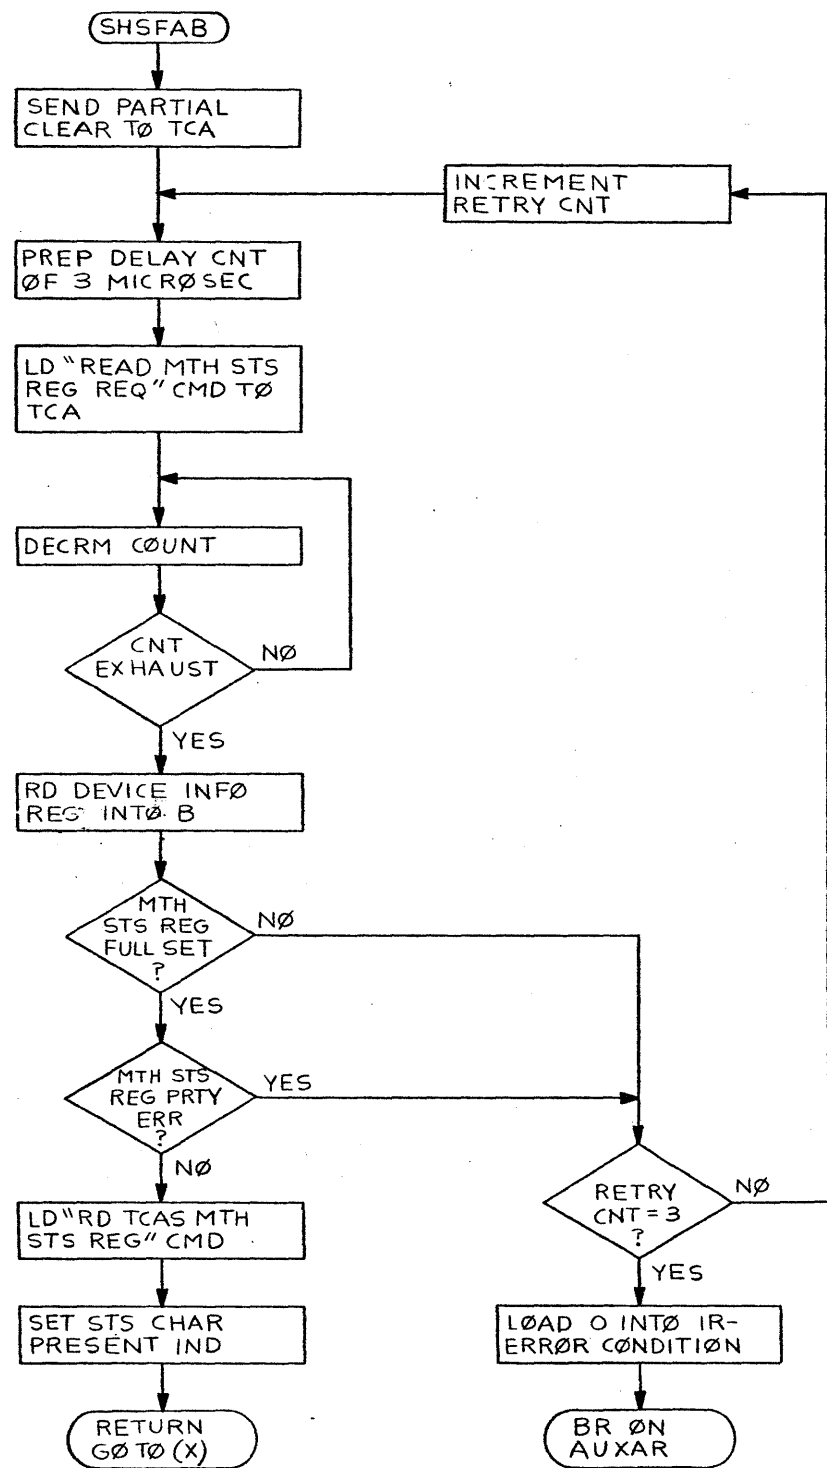 SHSFAB
SEND PARTIAL
CLEAR TØ TCA
INCREMENT
RETRY CNT
PREP DELAY CNT
ØF 3 MICRØSEC
LD "READ MTH STS
REG REQ" CMD TØ
TCA
DECRM CØUNT
CNT
EXHAUST
NØ
YES
RD DEVICE INFØ
REG INTØ B
MTH
STS REG
FULL SET
?
NØ
YES
MTH STS
REG PRTY
ERR
?
YES
NØ
RETRY
CNT = 3
?
NØ
YES
LD "RD TCAS MTH
STS REG" CMD
SET STS CHAR
PRESENT IND
LØAD O INTØ IR-
ERRØR CØNDITIØN
RETURN
GØ TØ (X)
BR ØN
AUXAR